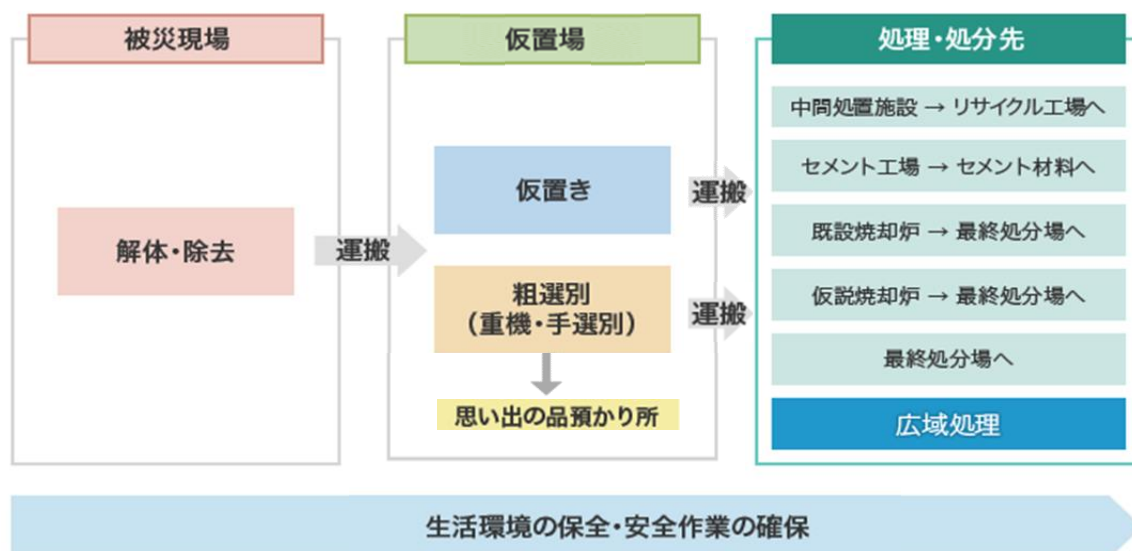 被災現場
解体・除去
運搬
仮置場
仮置き
粗選別
（重機・手選別）
思い出の品預かり所
運搬
運搬
処理・処分先
中間処置施設 → リサイクル工場へ
セメント工場 → セメント材料へ
既設焼却炉 → 最終処分場へ
仮説焼却炉 → 最終処分場へ
最終処分場へ
広域処理
生活環境の保全・安全作業の確保